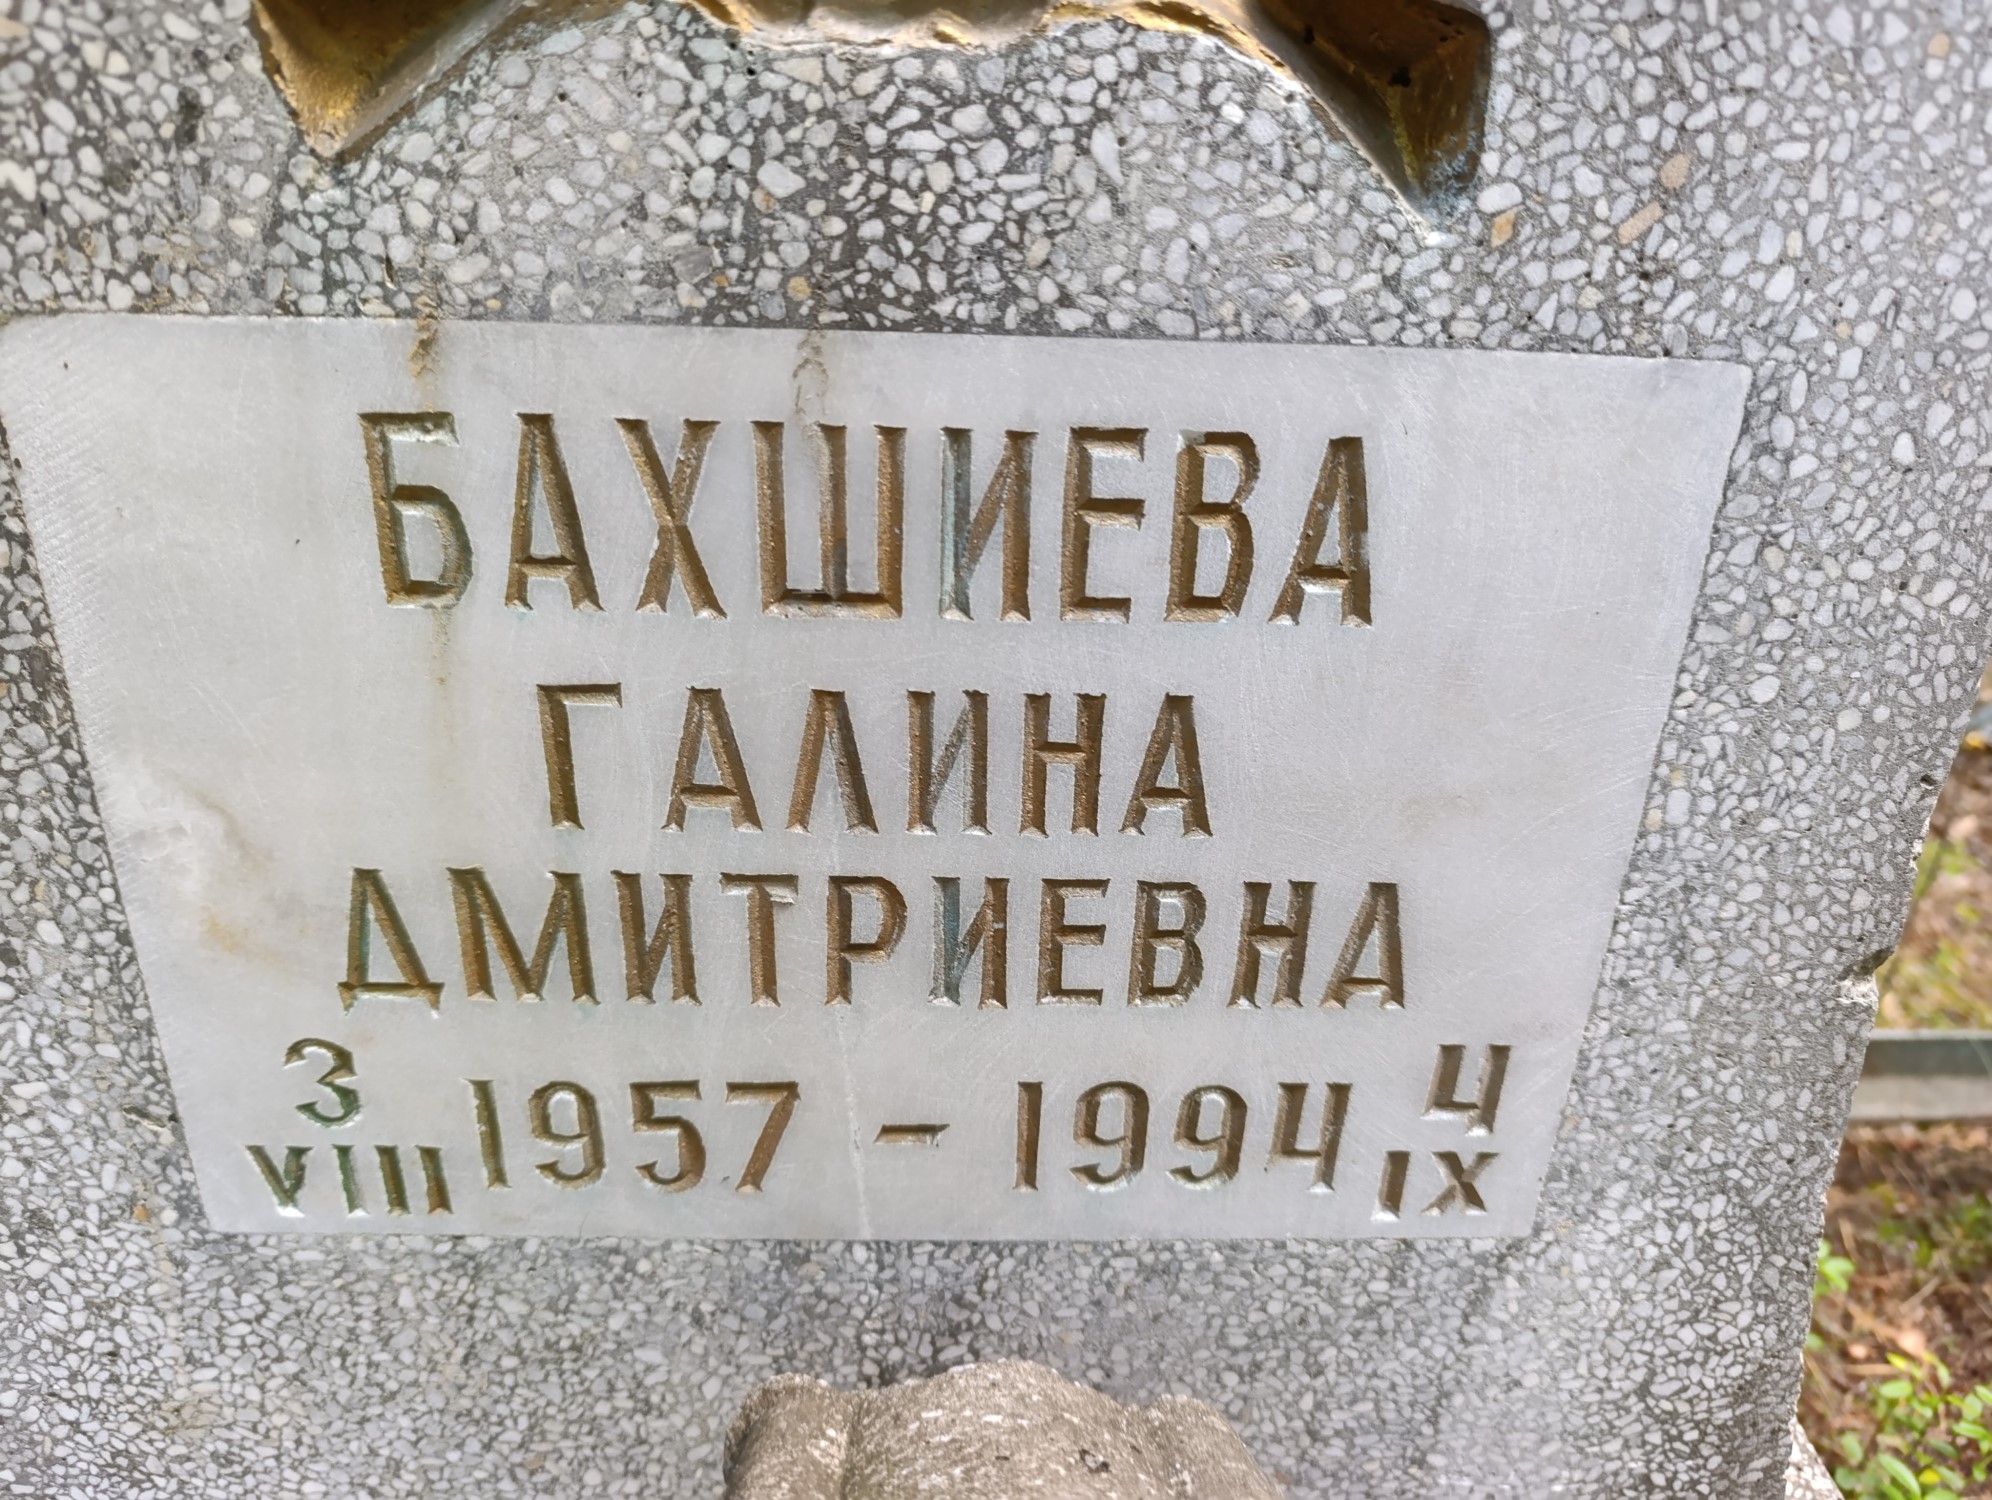 БАХШИЕВА
ГАЛИНА
ДМИТРИЕВНА
3 VIII 1957 - 1994 4 IX